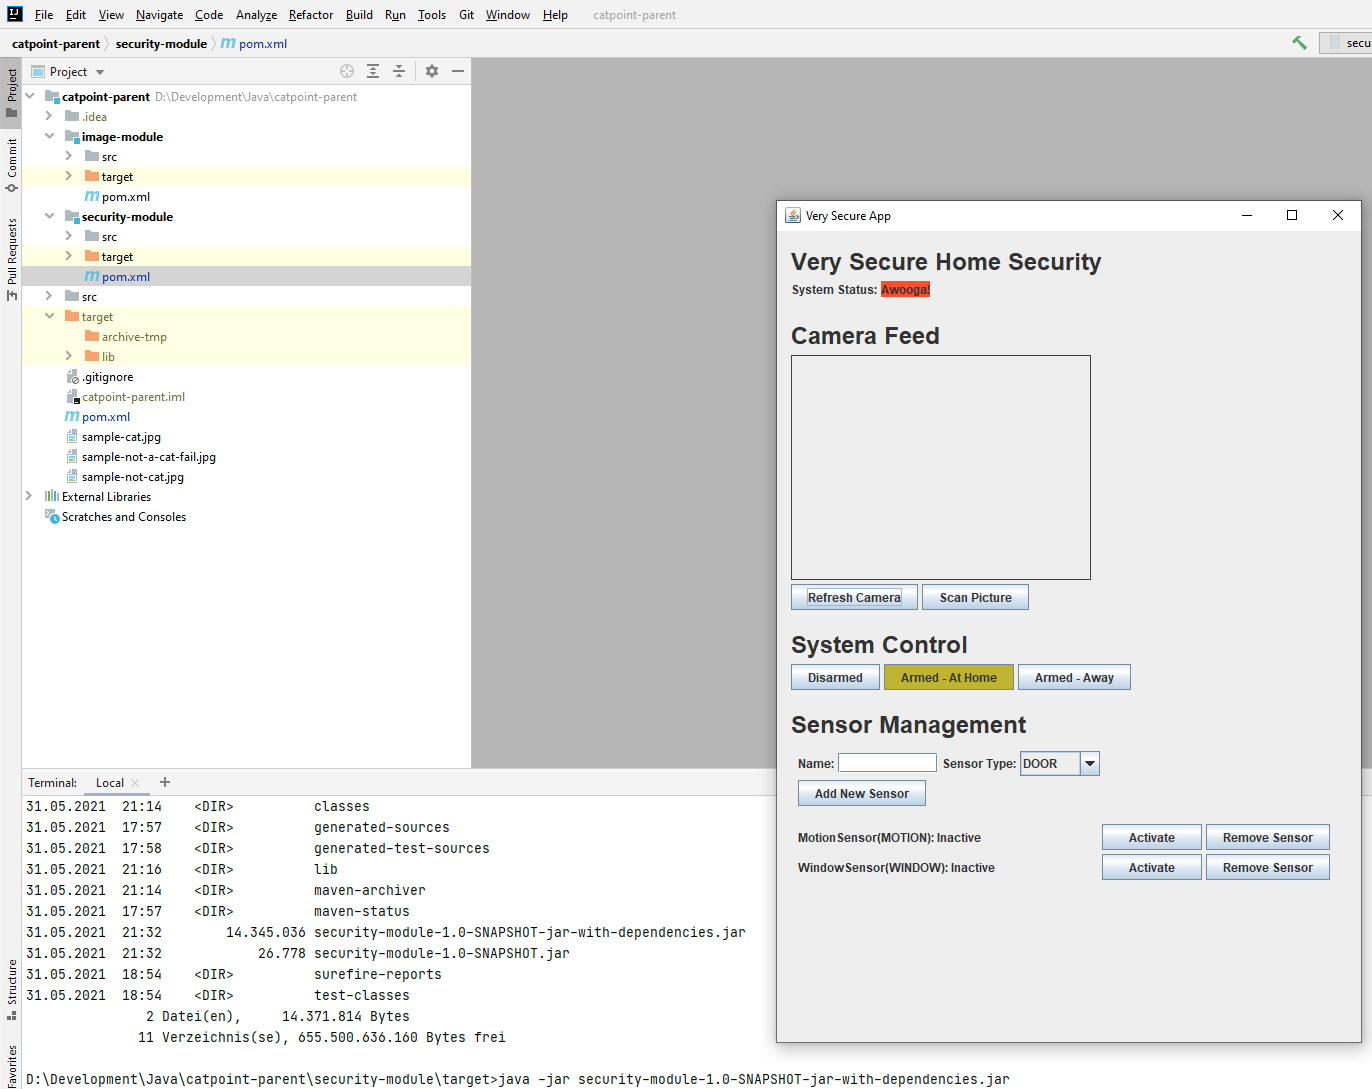 File Edit View Navigate Code Analyze Refactor Build Run Tools Git Window Help catpoint-parent
catpoint-parent security-module pom.xml secu
Project
Commit
Pull Requests
Structure
Favorites
Project
catpoint-parent D:\Development\Java\catpoint-parent
.idea
image-module
src
target
pom.xml
security-module
src
target
pom.xml
src
target
archive-tmp
lib
.gitignore
catpoint-parent.iml
pom.xml
sample-cat.jpg
sample-not-a-cat-fail.jpg
sample-not-cat.jpg
External Libraries
Scratches and Consoles
Very Secure App
Very Secure Home Security
System Status: Awooga!
Camera Feed
Refresh Camera Scan Picture
System Control
Disarmed Armed - At Home Armed - Away
Sensor Management
Name: Sensor Type: DOOR
Add New Sensor
MotionSensor(MOTION): Inactive Activate Remove Sensor
WindowSensor(WINDOW): Inactive Activate Remove Sensor
Terminal: Local
31.05.2021 21:14 <DIR> classes
31.05.2021 17:57 <DIR> generated-sources
31.05.2021 17:58 <DIR> generated-test-sources
31.05.2021 21:16 <DIR> lib
31.05.2021 21:14 <DIR> maven-archiver
31.05.2021 17:57 <DIR> maven-status
31.05.2021 21:32 14.345.036 security-module-1.0-SNAPSHOT-jar-with-dependencies.jar
31.05.2021 21:32 26.778 security-module-1.0-SNAPSHOT.jar
31.05.2021 18:54 <DIR> surefire-reports
31.05.2021 18:54 <DIR> test-classes
2 Datei(en), 14.371.814 Bytes
11 Verzeichnis(se), 655.500.636.160 Bytes frei
D:\Development\Java\catpoint-parent\security-module\target>java -jar security-module-1.0-SNAPSHOT-jar-with-dependencies.jar